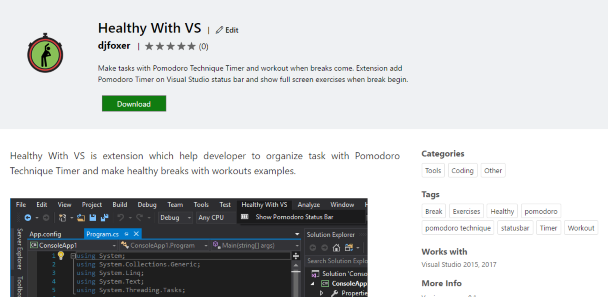 Healthy With VS | Edit
djfoxer | (0)
Make tasks with Pomodoro Technique Timer and workout when breaks come. Extension add
Pomodoro Timer on Visual Studio status bar and show full screen exercises when break begin.
Download
Healthy With VS is extension which help developer to organize task with Pomodoro
Technique Timer and make healthy breaks with workouts examples.
File Edit View Project Build Debug Team Tools Test Healthy With VS Analyze Window
Debug Any CPU Show Pomodoro Status Bar
Server Explorer
Toolbox
App.config Program.cs
ConsoleApp1 ConsoleApp1.Program Main(string[] args)
1 using System;
2 using System.Collections.Generic;
3 using System.Linq;
4 using System.Text;
5 using System.Threading.Tasks;
Solution Explorer
Search Solution Explorer
Solution 'Conso
ConsoleApp
Properties
Categories
Tools Coding Other
Tags
Break Exercises Healthy pomodoro
pomodoro technique statusbar Timer Workout
Works with
Visual Studio 2015, 2017
More Info